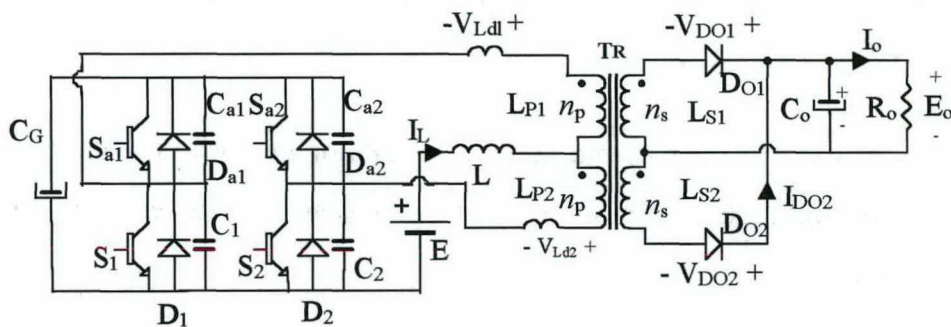 -V_Ld1 +
T_R
-V_DO1 +
I_o
D_O1
C_o
+
-
R_o
+
E_o
-
S_a2
C_a1
C_a2
L_P1
n_p
n_s
L_S1
C_G
S_a1
D_a1
D_a2
I_L
L
L_P2
n_p
n_s
L_S2
I_DO2
+
E
S_1
C_1
S_2
C_2
- V_Ld2 +
D_O2
- V_DO2 +
D_1
D_2